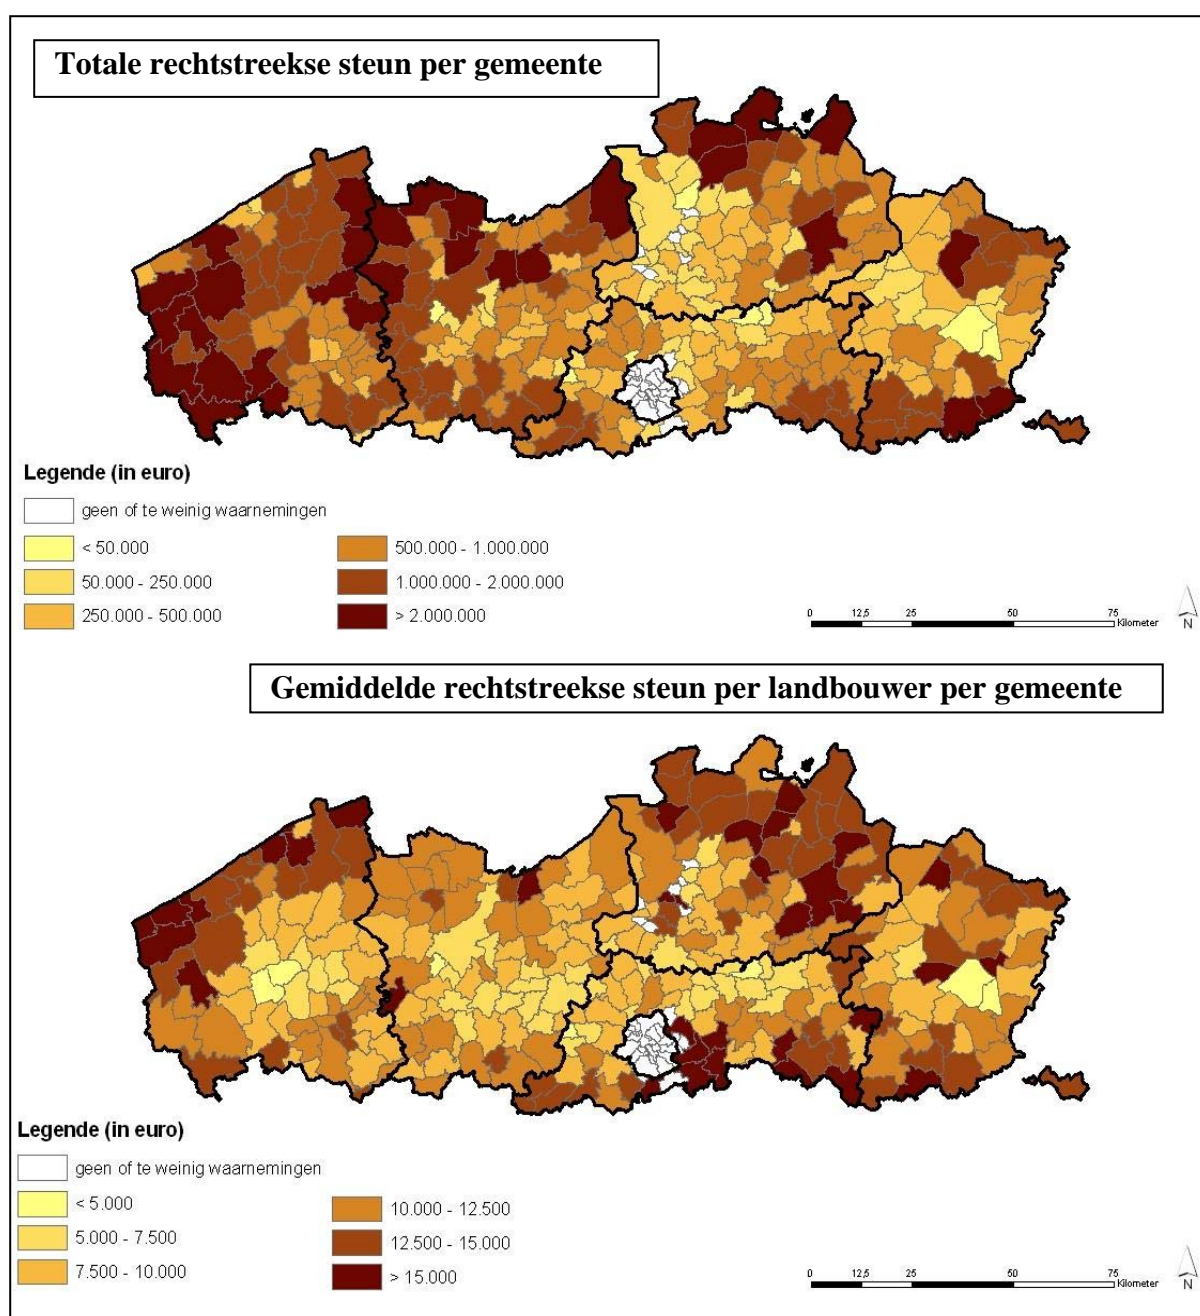 Totale rechtstreekse steun per gemeente
Legende (in euro)
geen of te weinig waarnemingen
< 50.000
50.000 - 250.000
250.000 - 500.000
500.000 - 1.000.000
1.000.000 - 2.000.000
> 2.000.000
0 12,5 25 50 75
Kilometer
N
Gemiddelde rechtstreekse steun per landbouwer per gemeente
Legende (in euro)
geen of te weinig waarnemingen
< 5.000
5.000 - 7.500
7.500 - 10.000
10.000 - 12.500
12.500 - 15.000
> 15.000
0 12,5 25 50 75
Kilometer
N